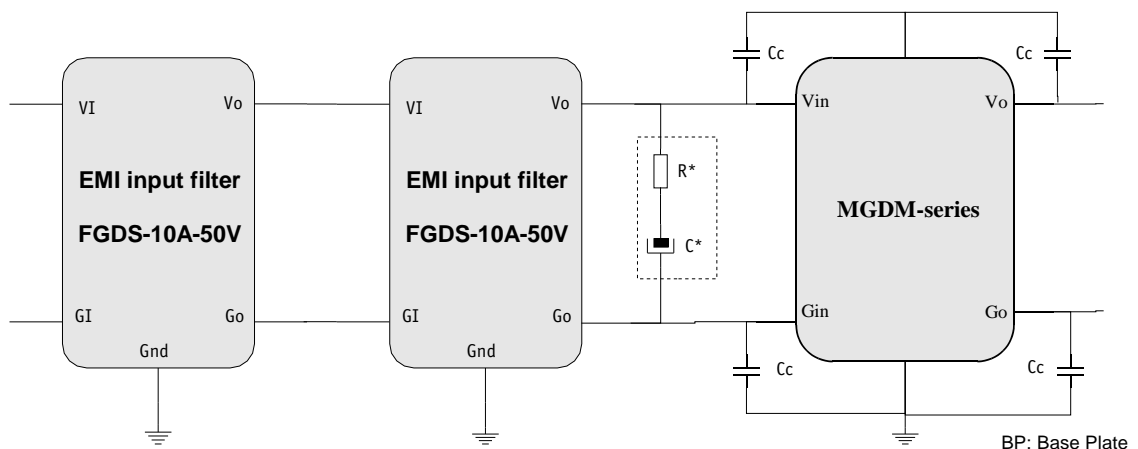 Cc
Cc
VI
Vo
VI
Vo
Vin
Vo
EMI input filter
FGDS-10A-50V
EMI input filter
FGDS-10A-50V
R*
C*
MGDM-series
GI
Go
GI
Go
Gin
Go
Gnd
Gnd
Cc
Cc
BP: Base Plate